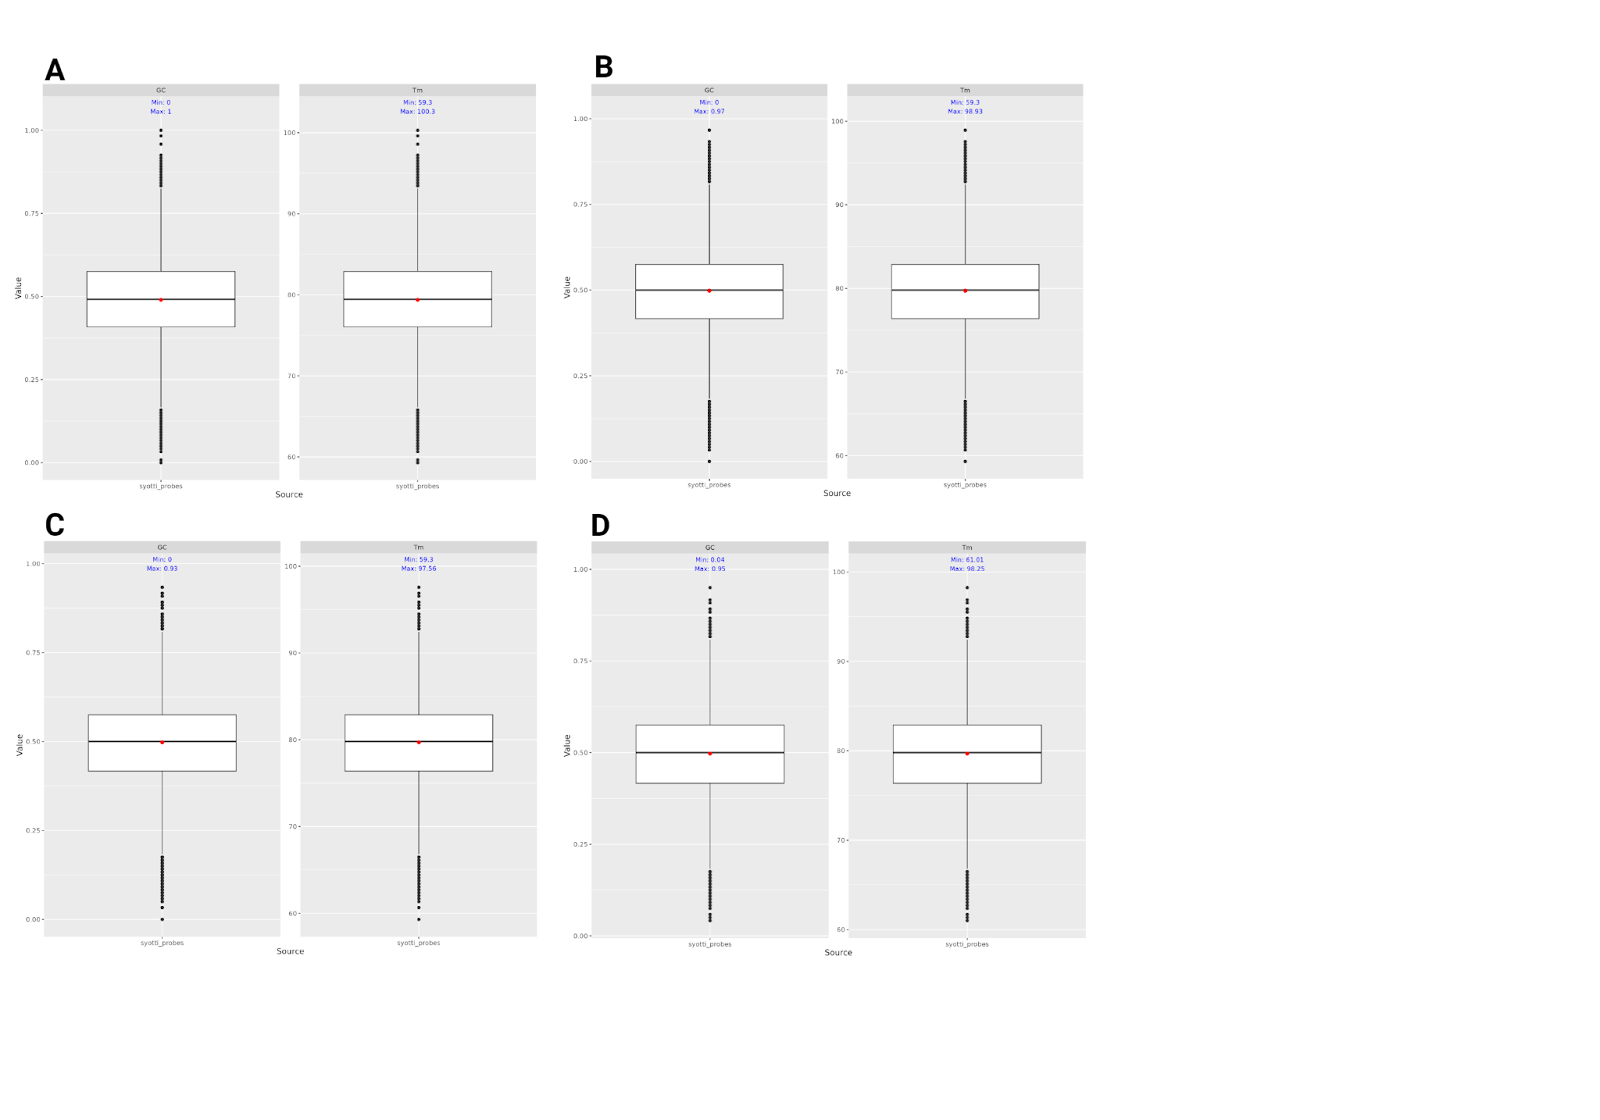 A
GC
Tm
Min: 0
Max: 1
Min: 59.3
Max: 100.3
1.00
0.75
0.50
0.25
0.00
100
90
80
70
60
Value
syotti_probes
syotti_probes
Source
B
GC
Tm
Min: 0
Max: 0.97
Min: 59.3
Max: 98.93
1.00
0.75
0.50
0.25
0.00
100
90
80
70
60
Value
syotti_probes
syotti_probes
Source
C
GC
Tm
Min: 0
Max: 0.93
Min: 59.3
Max: 97.56
1.00
0.75
0.50
0.25
0.00
100
90
80
70
60
Value
syotti_probes
syotti_probes
Source
D
GC
Tm
Min: 0.04
Max: 0.95
Min: 61.01
Max: 98.25
1.00
0.75
0.50
0.25
0.00
100
90
80
70
60
Value
syotti_probes
syotti_probes
Source